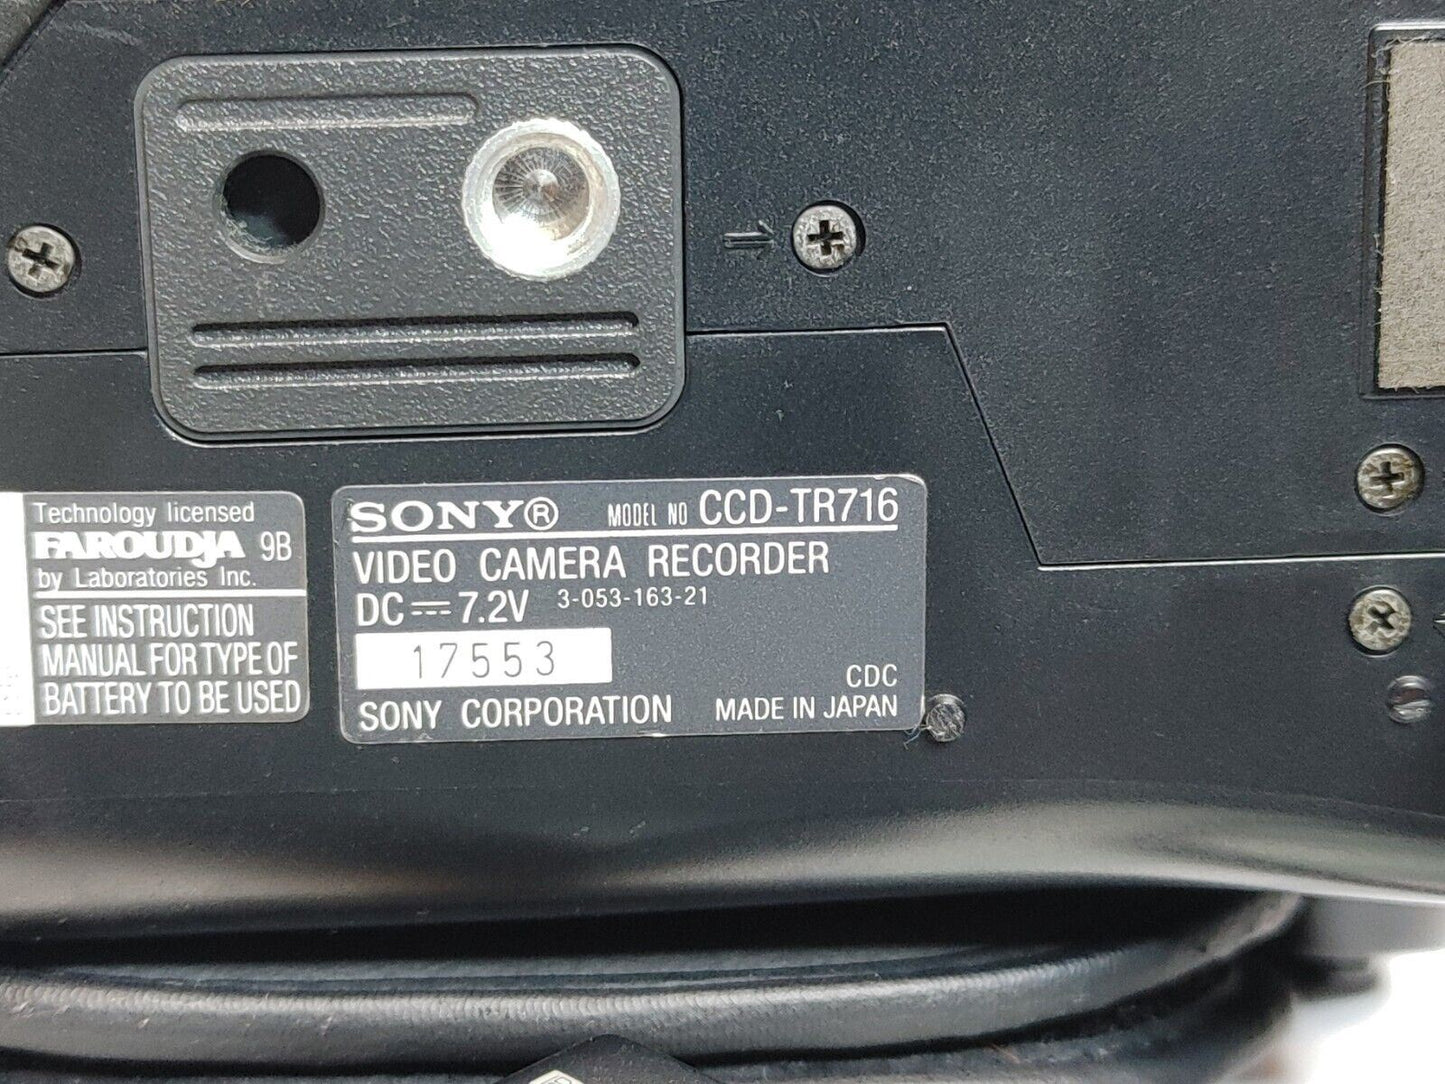 Technology licensed
FAROUDJA 9B
by Laboratories Inc.
SEE INSTRUCTION
MANUAL FOR TYPE OF
BATTERY TO BE USED
SONY® MODEL NO CCD-TR716
VIDEO CAMERA RECORDER
DC⎓7.2V 3-053-163-21
17553
CDC
SONY CORPORATION MADE IN JAPAN